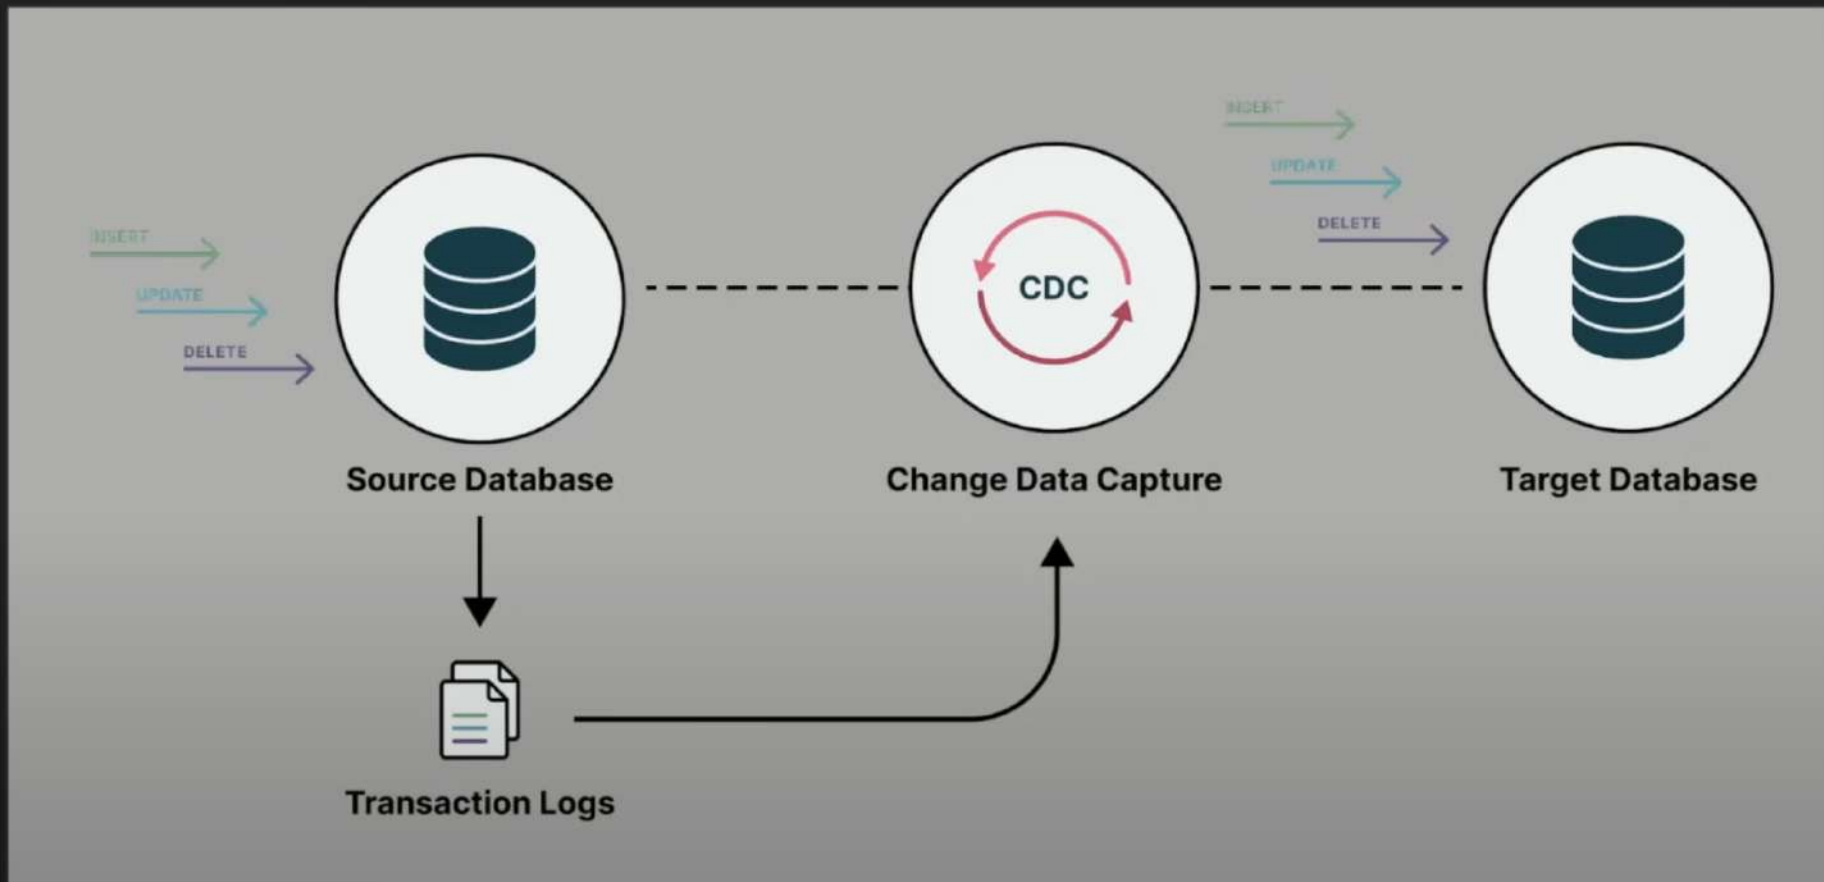 INSERT
UPDATE
DELETE
CDC
INSERT
UPDATE
DELETE
Source Database
Change Data Capture
Target Database
Transaction Logs